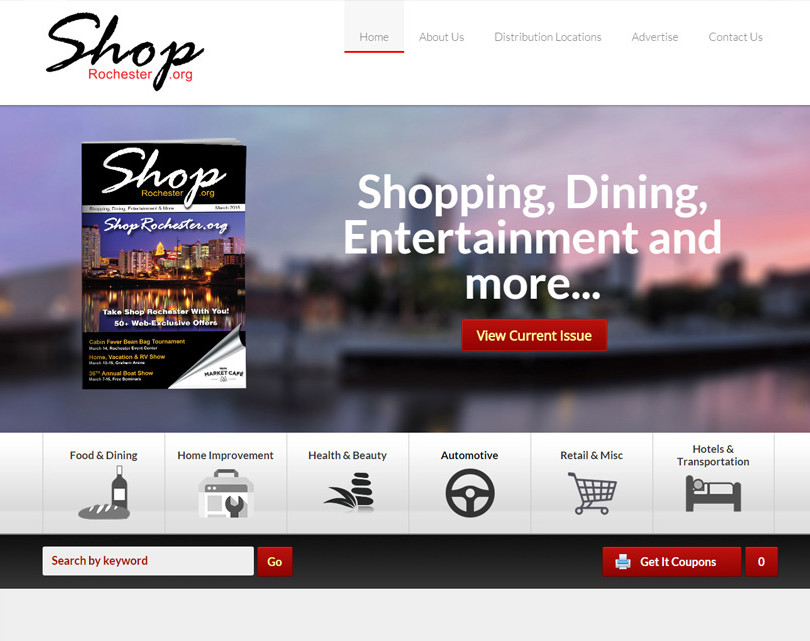 Shop
Rochester .org
Home
About Us
Distribution Locations
Advertise
Contact Us
Shop
Rochester .org
Shopping, Dining, Entertainment & More
March 2015
ShopRochester.org
Take Shop Rochester With You!
50+ Web-Exclusive Offers
Cabin Fever Bean Bag Tournament
March 14, Rochester Event Center
Home, Vacation & RV Show
March 13-15, Graham Arena
36TH Annual Boat Show
March 7-15, Free Seminars
MARKET CAFÉ
Shopping, Dining,
Entertainment and
more...
View Current Issue
Food & Dining
Home Improvement
Health & Beauty
Automotive
Retail & Misc
Hotels &
Transportation
Search by keyword
Go
Get It Coupons
0